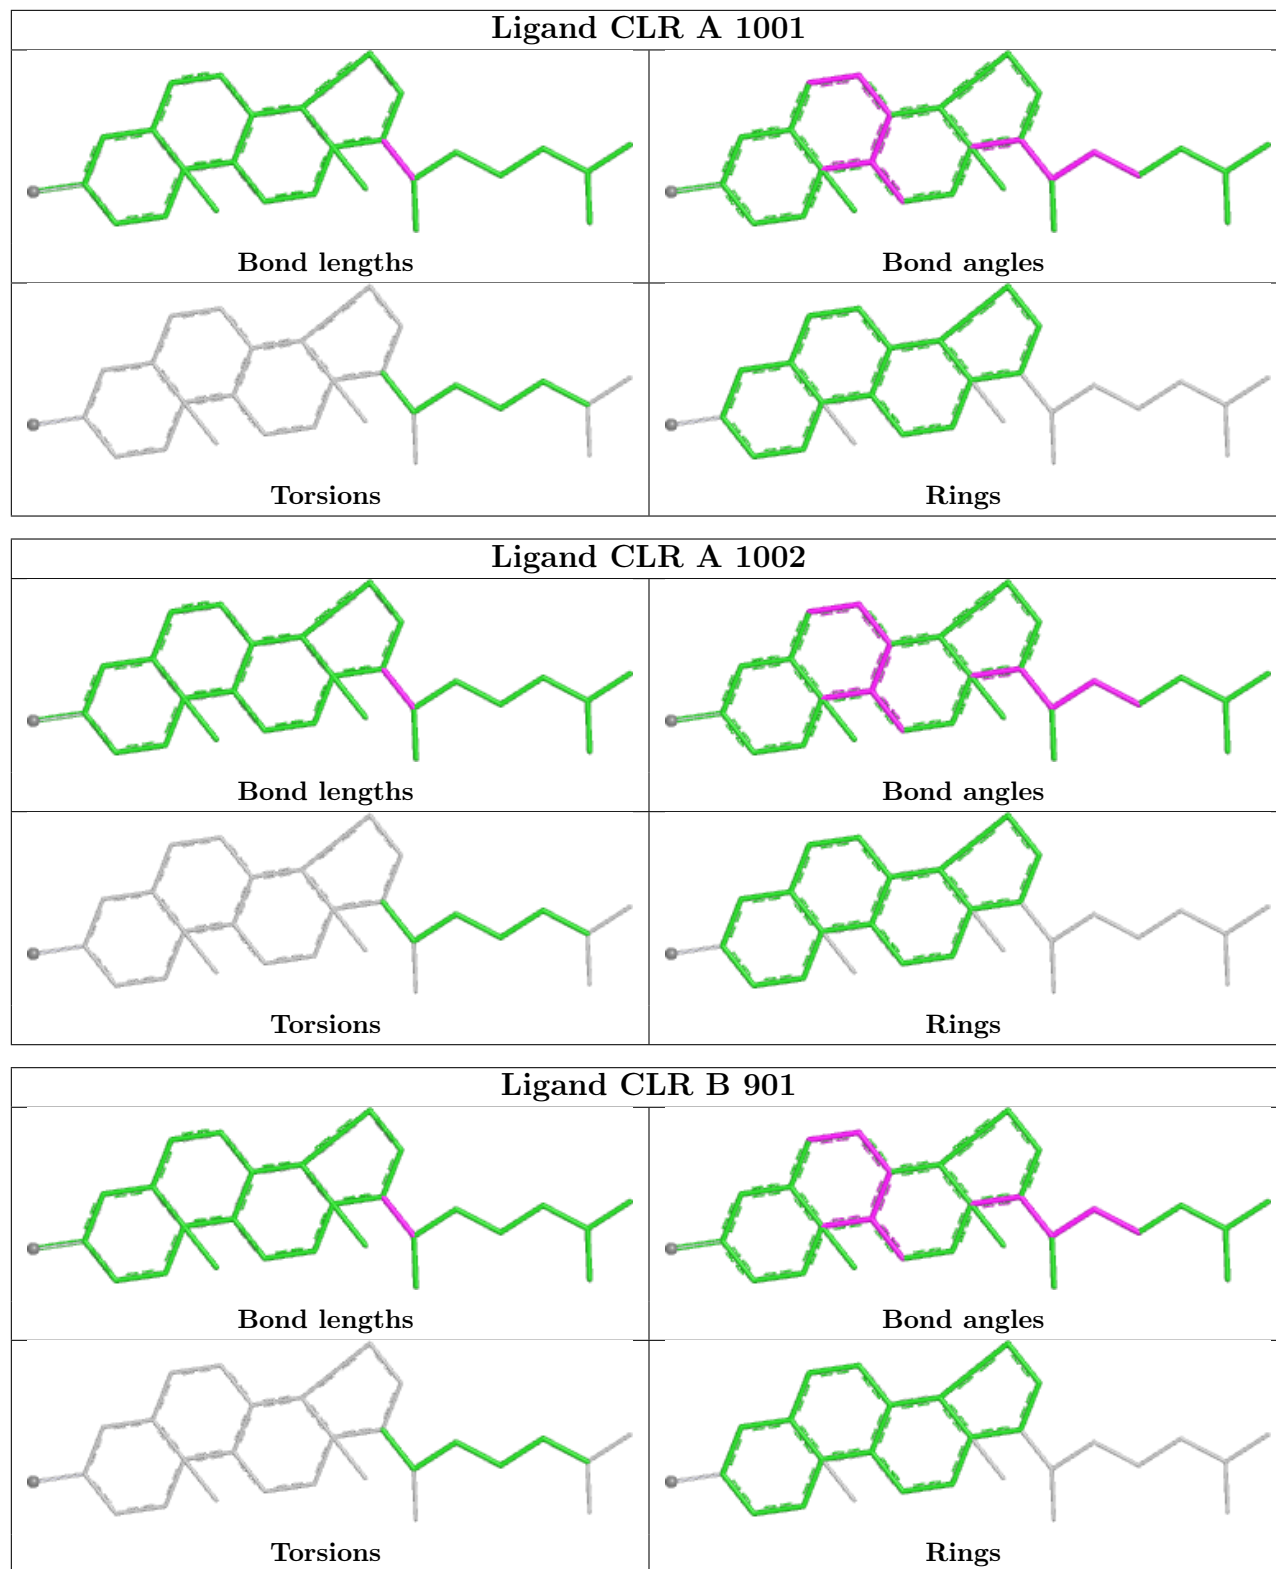 Ligand CLR A 1001
Bond lengths
Bond angles
Torsions
Rings
Ligand CLR A 1002
Bond lengths
Bond angles
Torsions
Rings
Ligand CLR B 901
Bond lengths
Bond angles
Torsions
Rings